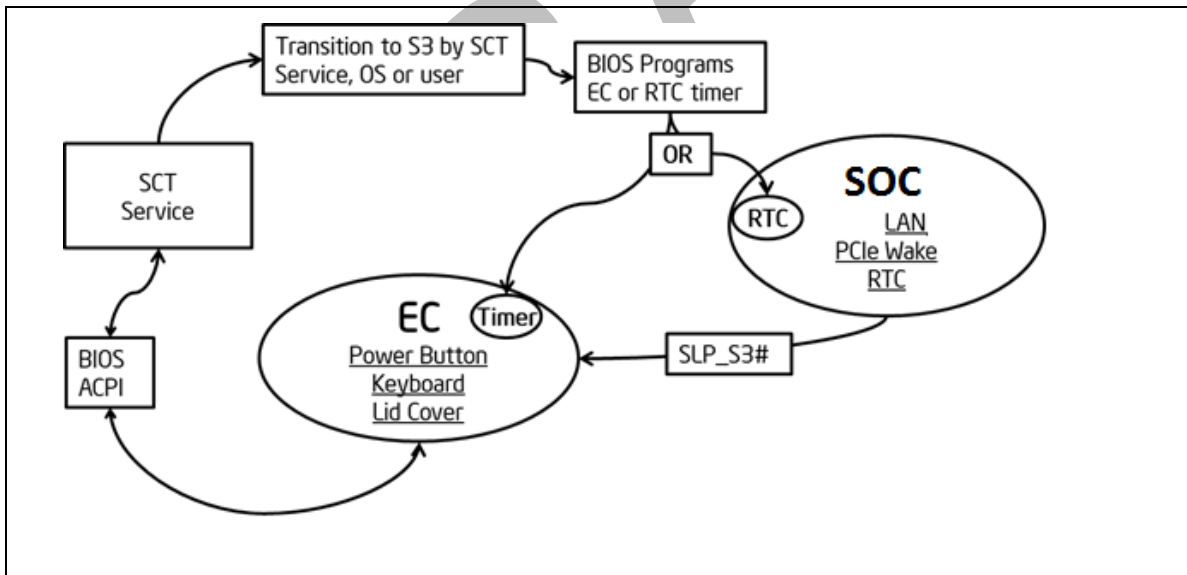 Transition to S3 by SCT
Service, OS or user
BIOS Programs
EC or RTC timer
OR
SCT
Service
SOC
RTC
LAN
PCIe Wake
RTC
EC
Timer
Power Button
Keyboard
Lid Cover
SLP_S3#
BIOS
ACPI